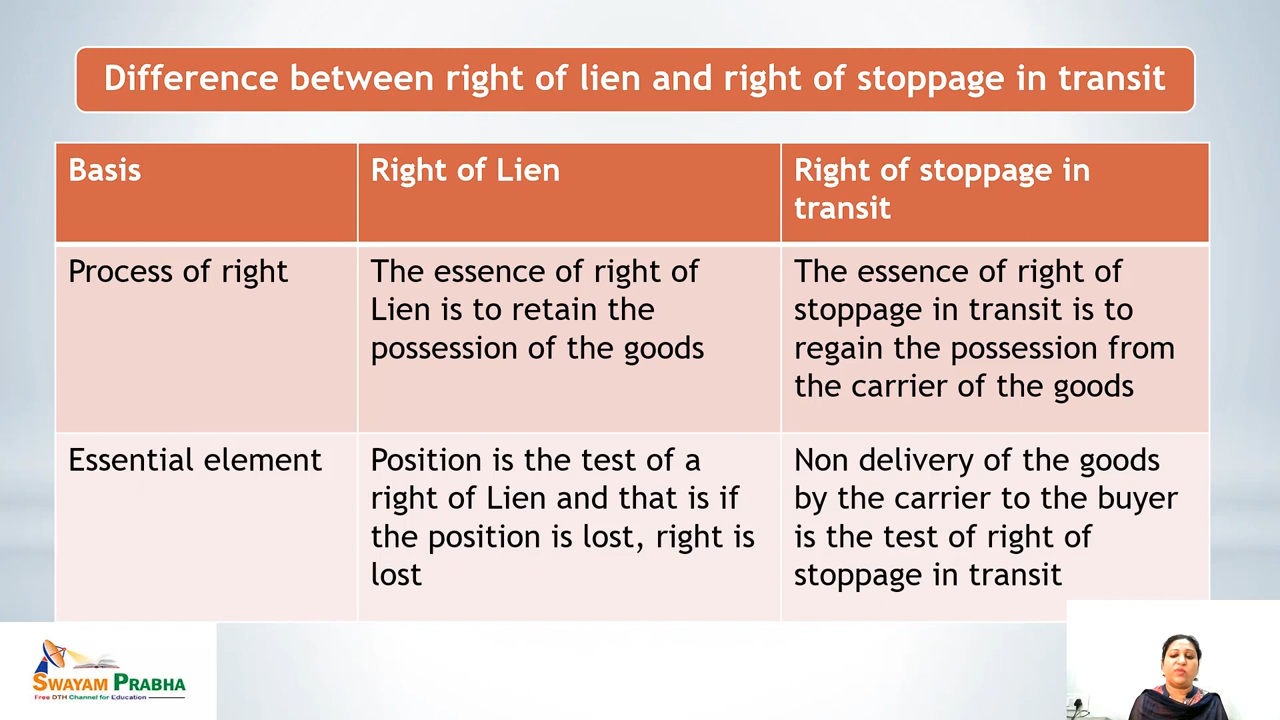 Difference between right of lien and right of stoppage in transit
Basis
Right of Lien
Right of stoppage in
transit
Process of right
The essence of right of
Lien is to retain the
possession of the goods
The essence of right of
stoppage in transit is to
regain the possession from
the carrier of the goods
Essential element
Position is the test of a
right of Lien and that is if
the position is lost, right is
lost
Non delivery of the goods
by the carrier to the buyer
is the test of right of
stoppage in transit
SWAYAM PRABHA
Free DTH Channel for Education